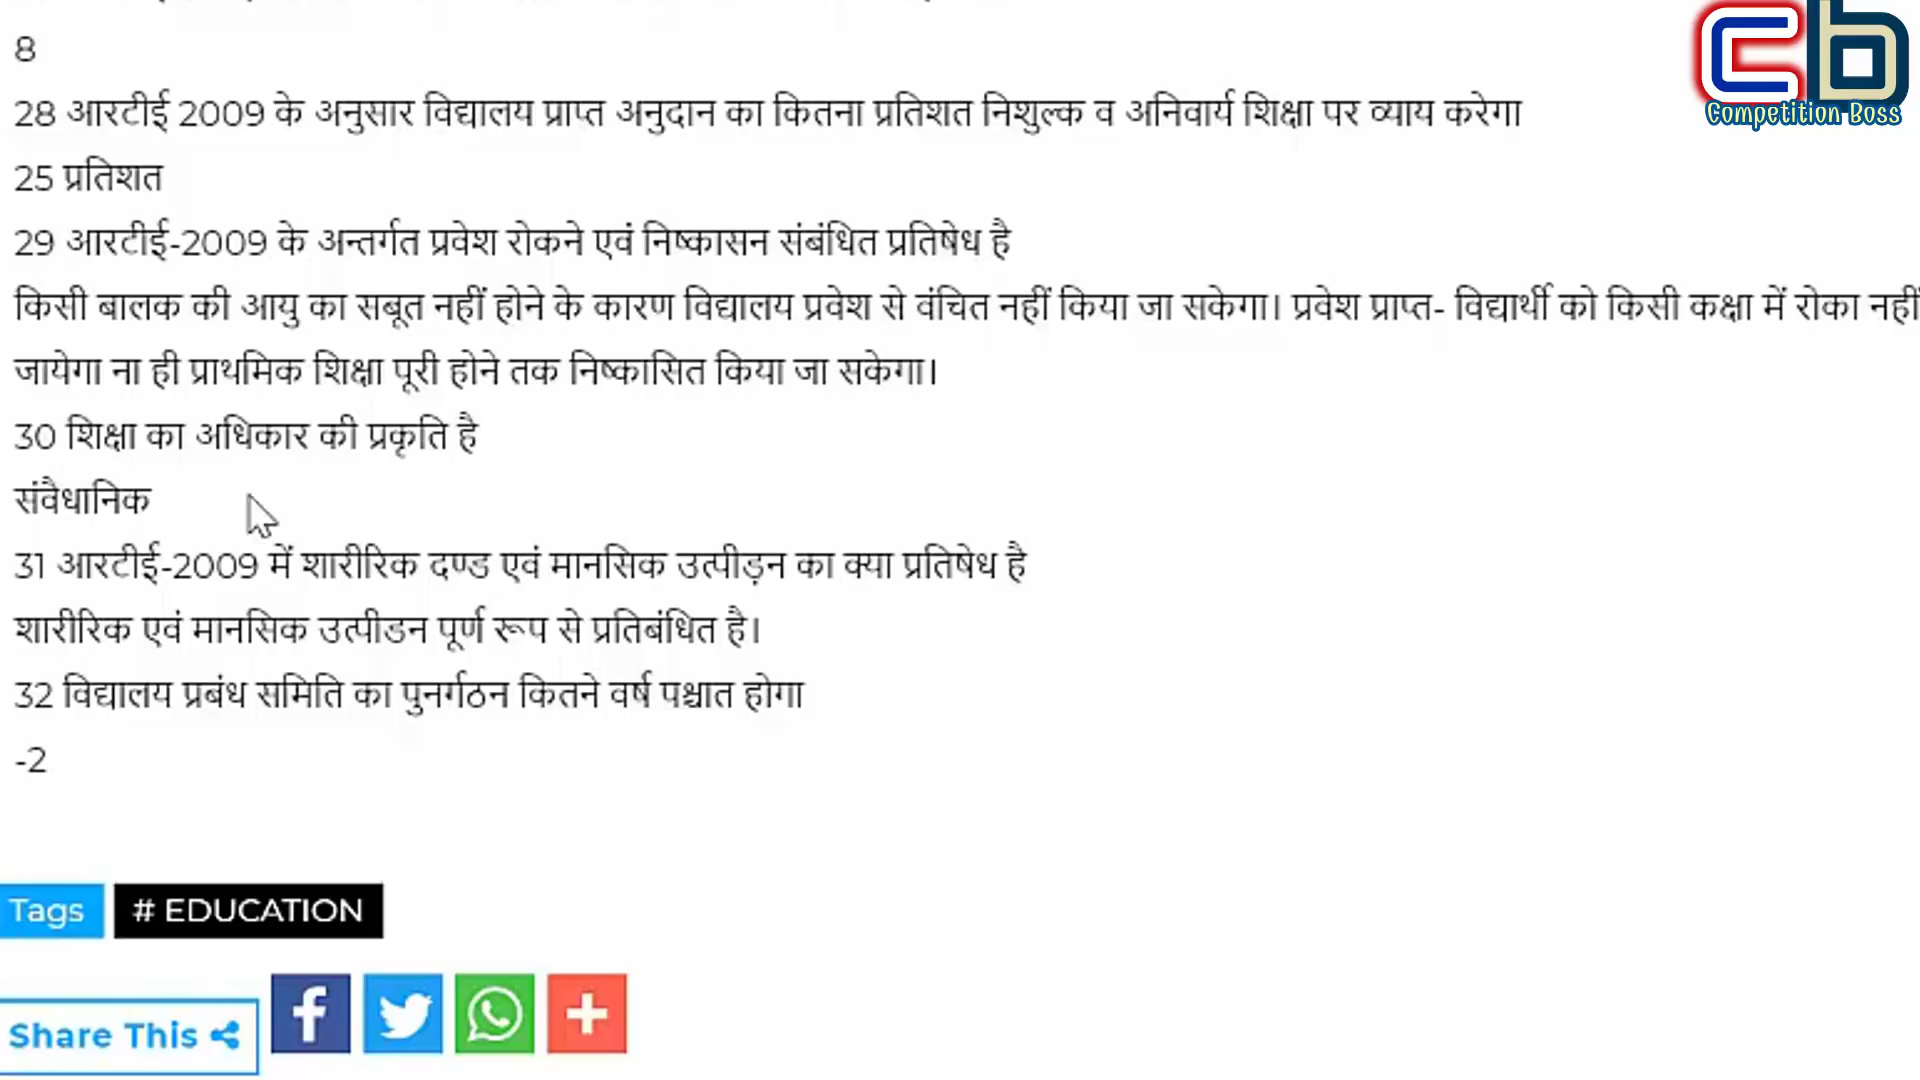 8
cb
Competition Boss
28 आरटीई 2009 के अनुसार विद्यालय प्राप्त अनुदान का कितना प्रतिशत निशुल्क व अनिवार्य शिक्षा पर व्याय करेगा
25 प्रतिशत
29 आरटीई-2009 के अन्तर्गत प्रवेश रोकने एवं निष्कासन संबंधित प्रतिषेध है
किसी बालक की आयु का सबूत नहीं होने के कारण विद्यालय प्रवेश से वंचित नहीं किया जा सकेगा। प्रवेश प्राप्त- विद्यार्थी को किसी कक्षा में रोका नहीं
जायेगा ना ही प्राथमिक शिक्षा पूरी होने तक निष्कासित किया जा सकेगा।
30 शिक्षा का अधिकार की प्रकृति है
संवैधानिक
31 आरटीई-2009 में शारीरिक दण्ड एवं मानसिक उत्पीड़न का क्या प्रतिषेध है
शारीरिक एवं मानसिक उत्पीडन पूर्ण रूप से प्रतिबंधित है।
32 विद्यालय प्रबंध समिति का पुनर्गठन कितने वर्ष पश्चात होगा
-2
Tags
# EDUCATION
Share This